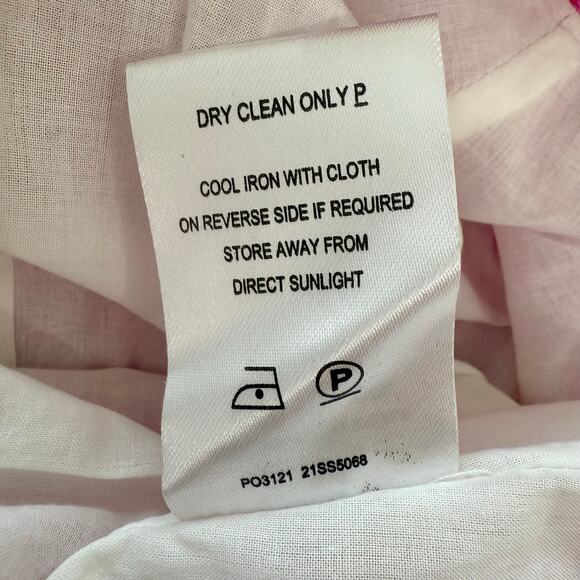 DRY CLEAN ONLY P
COOL IRON WITH CLOTH
ON REVERSE SIDE IF REQUIRED
STORE AWAY FROM
DIRECT SUNLIGHT
P
PO3121 21SS5068